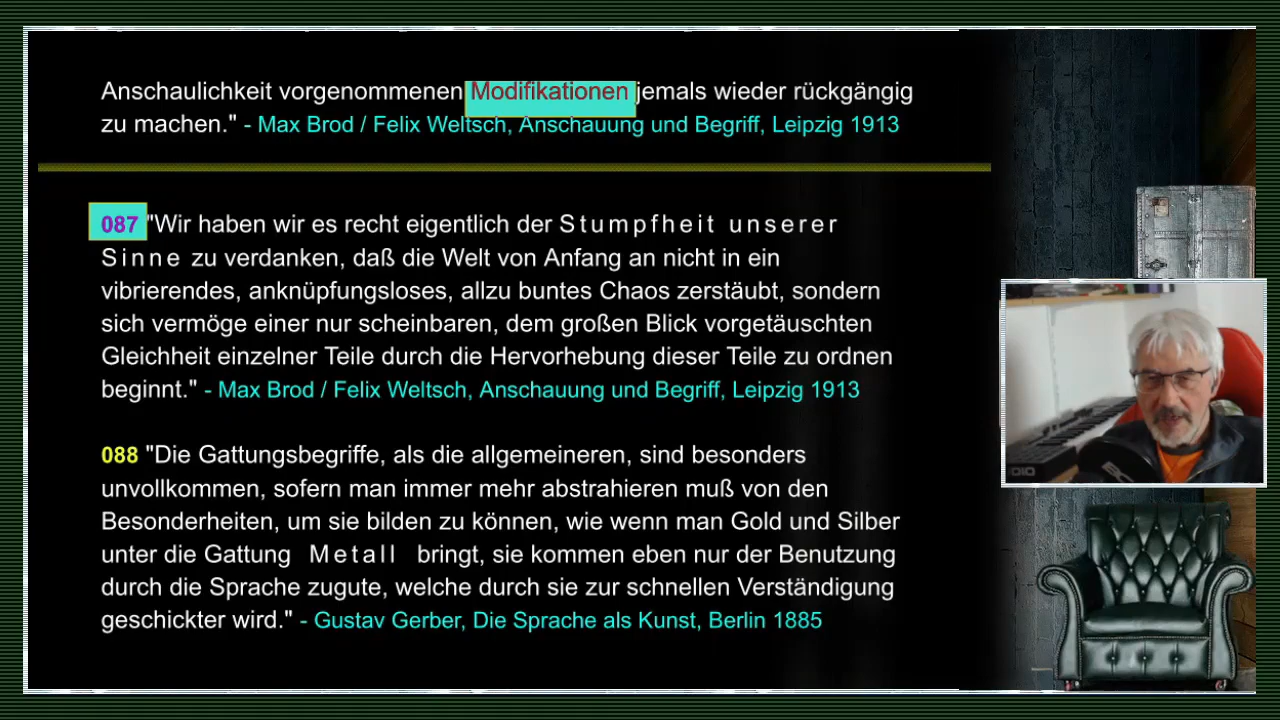 Anschaulichkeit vorgenommenen Modifikationen jemals wieder rückgängig
zu machen." - Max Brod / Felix Weltsch, Anschauung und Begriff, Leipzig 1913
087 "Wir haben wir es recht eigentlich der Stumpfheit unserer
Sinne zu verdanken, daß die Welt von Anfang an nicht in ein
vibrierendes, anknüpfungsloses, allzu buntes Chaos zerstäubt, sondern
sich vermöge einer nur scheinbaren, dem großen Blick vorgetäuschten
Gleichheit einzelner Teile durch die Hervorhebung dieser Teile zu ordnen
beginnt." - Max Brod / Felix Weltsch, Anschauung und Begriff, Leipzig 1913
088 "Die Gattungsbegriffe, als die allgemeineren, sind besonders
unvollkommen, sofern man immer mehr abstrahieren muß von den
Besonderheiten, um sie bilden zu können, wie wenn man Gold und Silber
unter die Gattung Metall bringt, sie kommen eben nur der Benutzung
durch die Sprache zugute, welche durch sie zur schnellen Verständigung
geschickter wird." - Gustav Gerber, Die Sprache als Kunst, Berlin 1885